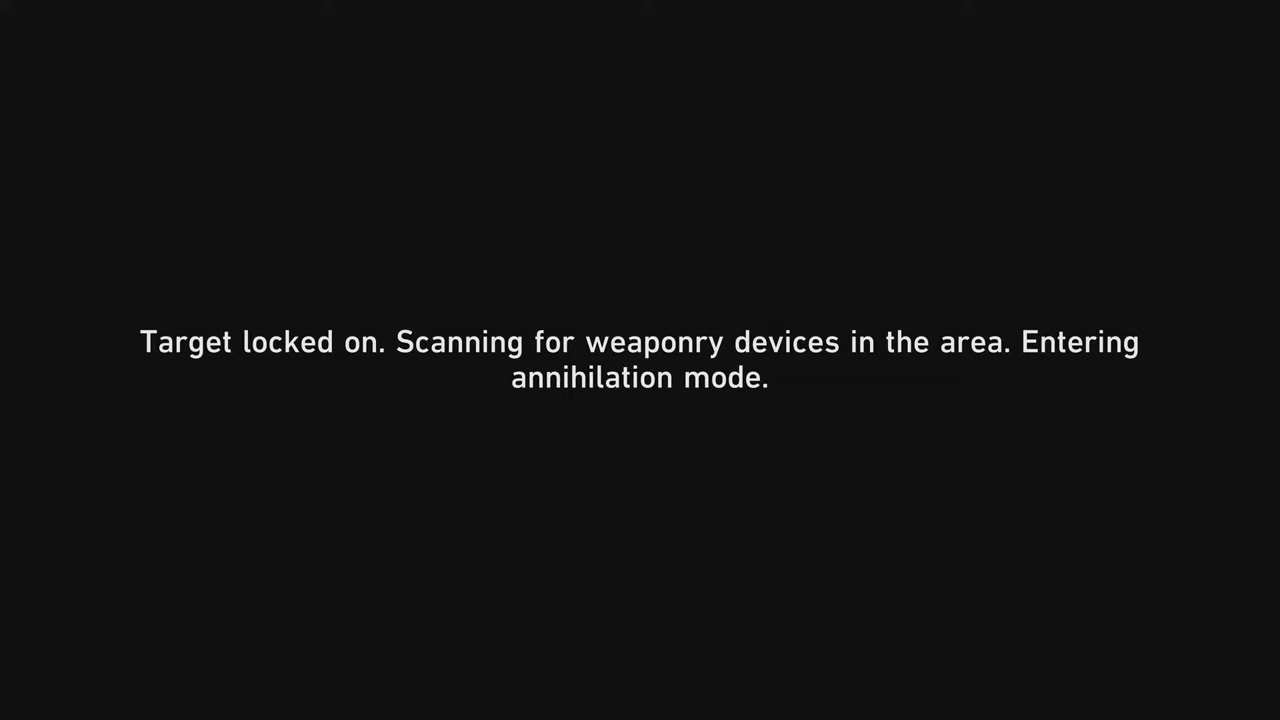 Target locked on. Scanning for weaponry devices in the area. Entering
annihilation mode.